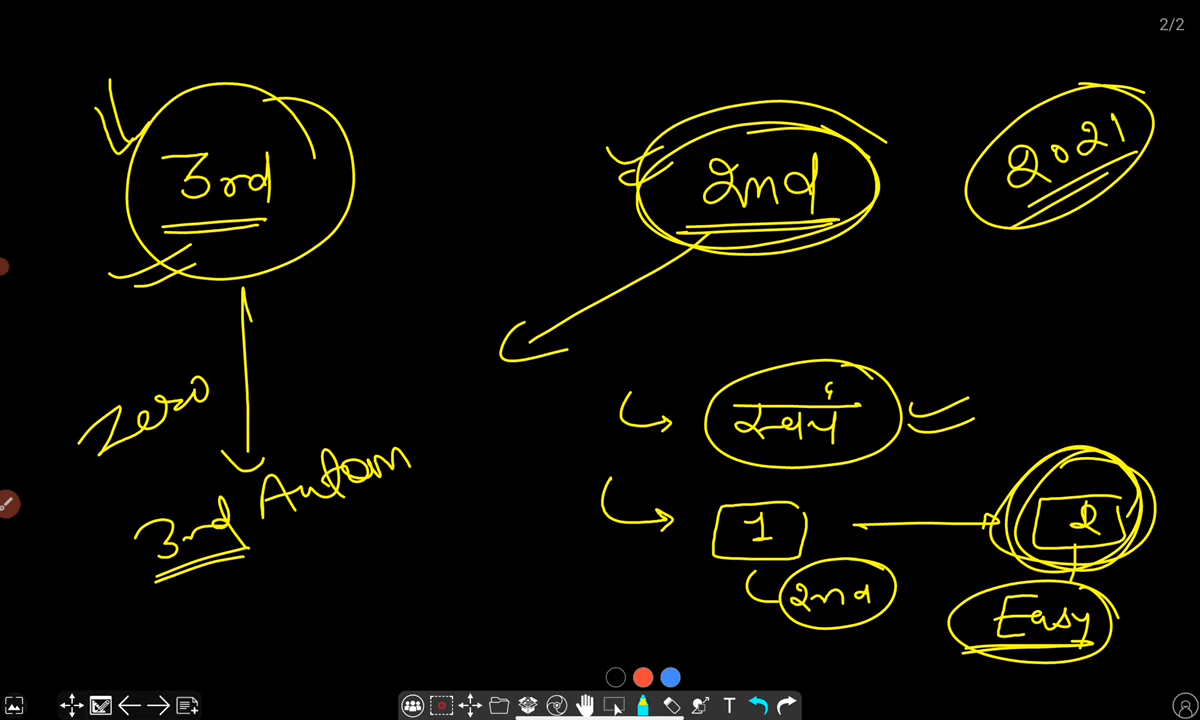 2/2
3rd
2nd
2021
Zero
स्वयं
3rd Autom
1
2
2nd
Easy
T